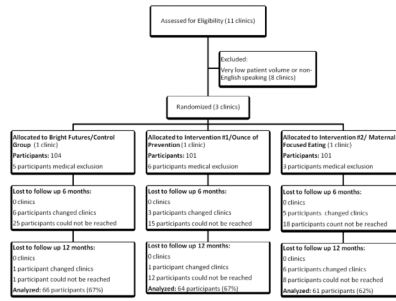 Assessed for Eligibility (11 clinics)
Excluded:
Very low patient volume or non-
English speaking (8 clinics)
Randomized (3 clinics)
Allocated to Bright Futures/Control
Group (1 clinic)
Participants: 104
5 participants medical exclusion
Allocated to Intervention #1/Ounce of
Prevention (1 clinic)
Participants: 101
6 participants medical exclusion
Allocated to Intervention #2/ Maternal
Focused Eating (1 clinic)
Participants: 101
3 participants medical exclusion
Lost to follow up 6 months:
0 clinics
6 participants changed clinics
25 participants could not be reached
Lost to follow up 6 months:
0 clinics
3 participants changed clinics
15 participants could not be reached
Lost to follow up 6 months:
0 clinics
5 participants changed clinics
18 participants count not be reached
Lost to follow up 12 months:
0 clinics
1 participant changed clinics
1 participant could not be reached
Analyzed: 66 participants (67%)
Lost to follow up 12 months:
0 clinics
1 participant changed clinics
12 participants could not be reached
Analyzed: 64 participants (67%)
Lost to follow up 12 months:
0 clinics
6 participants changed clinics
8 participants could not be reached
Analyzed: 61 participants (62%)